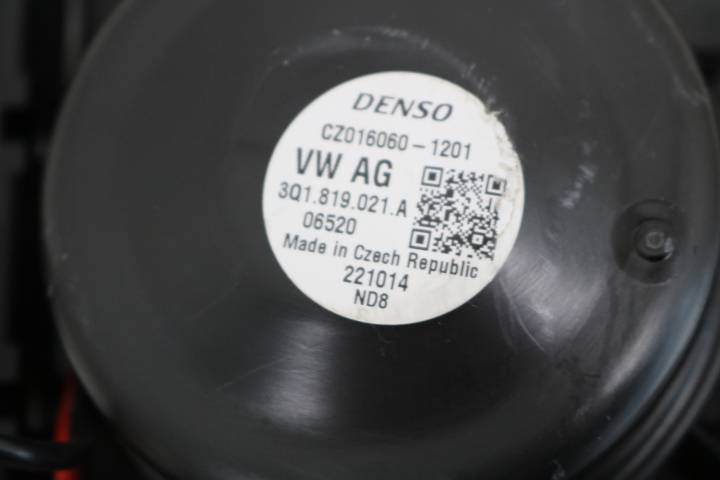 DENSO
CZ016060-1201
VW AG
3Q1.819.021.A
06520
Made in Czech Republic
221014
ND8